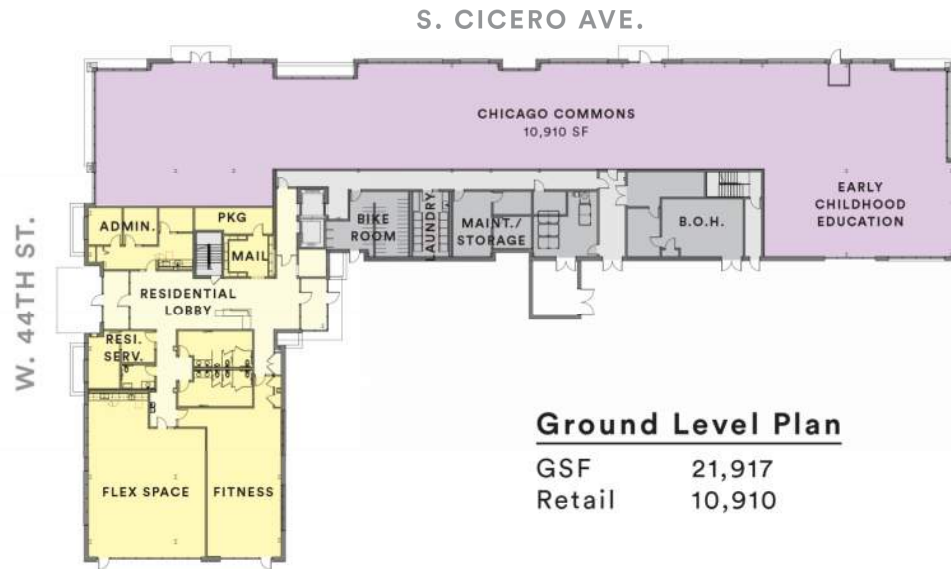 S. CICERO AVE.
W. 44TH ST.
CHICAGO COMMONS
10,910 SF
EARLY
CHILDHOOD
EDUCATION
ADMIN.
PKG
MAIL
BIKE
ROOM
LAUNDRY
MAINT./
STORAGE
B.O.H.
RESIDENTIAL
LOBBY
RESI.
SERV.
FLEX SPACE
FITNESS
Ground Level Plan
GSF 21,917
Retail 10,910